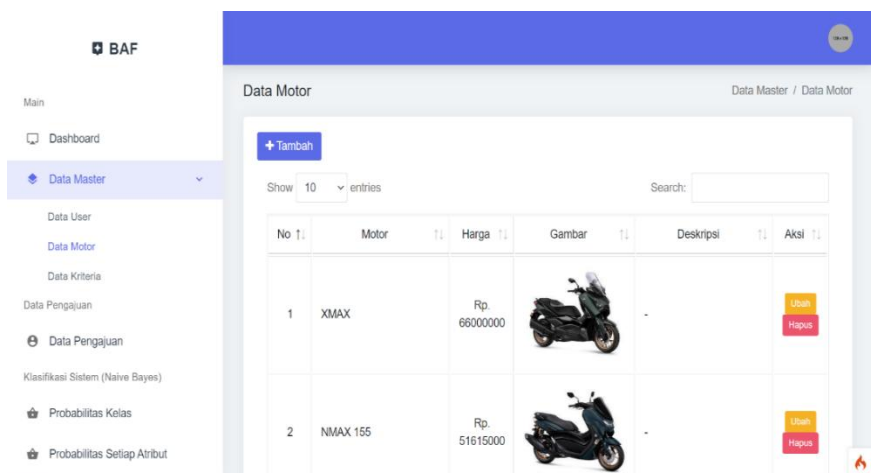 BAF
Main
Dashboard
Data Master
Data User
Data Motor
Data Kriteria
Data Pengajuan
Data Pengajuan
Klasifikasi Sistem (Naive Bayes)
Probabilitas Kelas
Probabilitas Setiap Atribut
Data Motor
Data Master / Data Motor
+ Tambah
Show 10 entries
Search:
No Motor Harga Gambar Deskripsi Aksi
1 XMAX Rp. 66000000 - Ubah Hapus
2 NMAX 155 Rp. 51615000 - Ubah Hapus